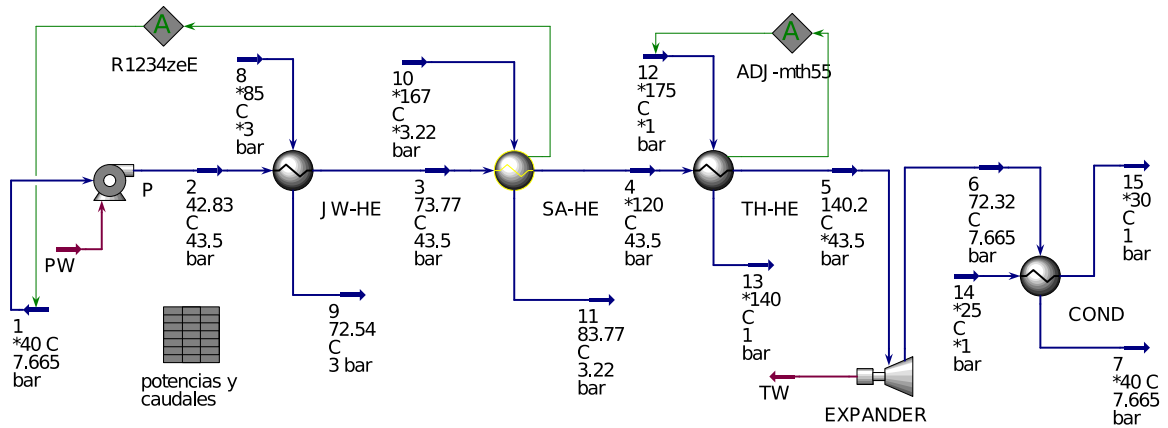 A
R1234zeE
A
ADJ-mth55
8
*85
C
*3
bar
10
*167
C
*3.22
bar
12
*175
C
*1
bar
P
2
42.83
C
43.5
bar
JW-HE
3
73.77
C
43.5
bar
SA-HE
4
*120
C
43.5
bar
TH-HE
5
140.2
C
*43.5
bar
6
72.32
C
7.665
bar
15
*30
C
1
bar
PW
1
*40 C
7.665
bar
potencias y
caudales
9
72.54
C
3 bar
11
83.77
C
3.22
bar
13
*140
C
1
bar
TW
EXPANDER
14
*25
C
*1
bar
COND
7
*40 C
7.665
bar